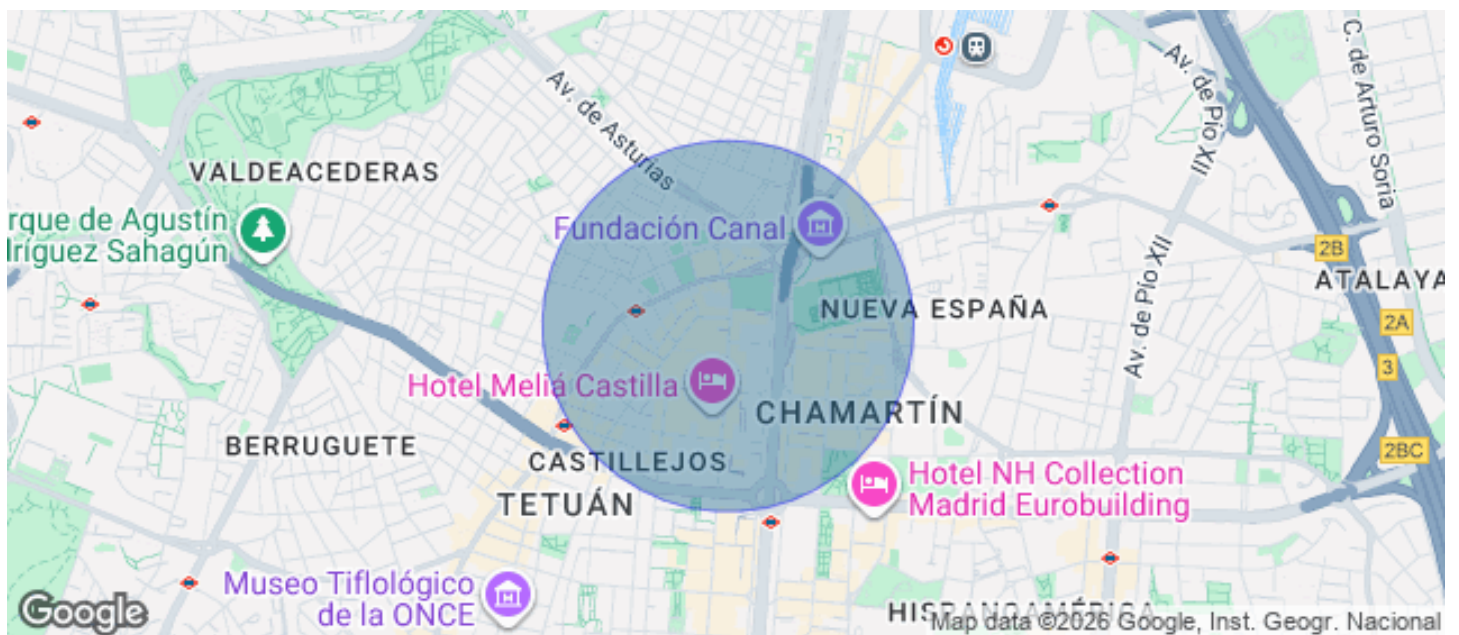 Av. de Asturias
Av. de Pío XII
C. de Arturo Soria
VALDEACEDERAS
rque de Agustín
dríguez Sahagún
Fundación Canal
2B
ATALAYA
NUEVA ESPAÑA
Av. de Pío XII
2A
3
Hotel Meliá Castilla
CHAMARTÍN
BERRUGUETE
2BC
CASTILLEJOS
TETUÁN
Hotel NH Collection
Madrid Eurobuilding
Museo Tiflológico
de la ONCE
HISPANOAMÉRICA
Google
Map data ©2026 Google, Inst. Geogr. Nacional